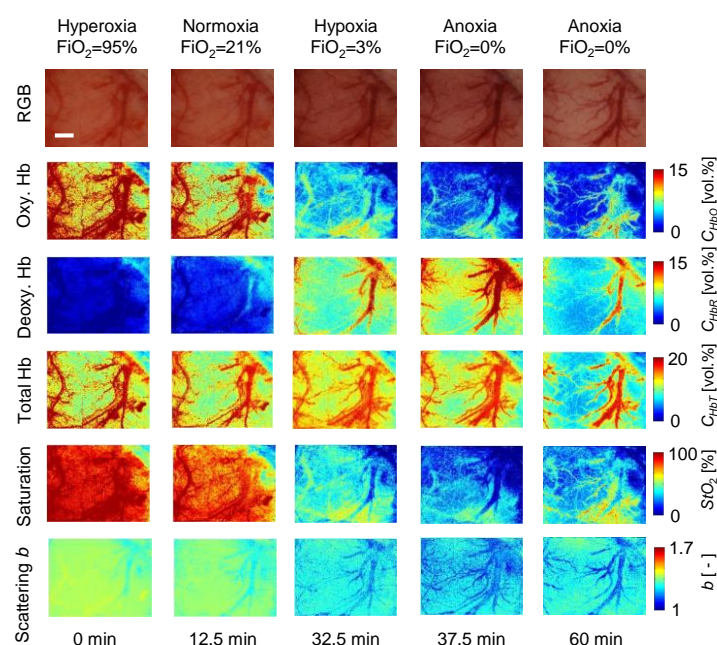 Hyperoxia Normoxia Hypoxia Anoxia Anoxia
FiO2=95% FiO2=21% FiO2=3% FiO2=0% FiO2=0%
RGB
Oxy. Hb
15
0
CHbO [vol.%]
Deoxy. Hb
15
0
CHbR [vol.%]
Total Hb
20
0
CHbT [vol.%]
Saturation
100
0
StO2 [%]
Scattering b
1.7
1
b [ - ]
0 min 12.5 min 32.5 min 37.5 min 60 min